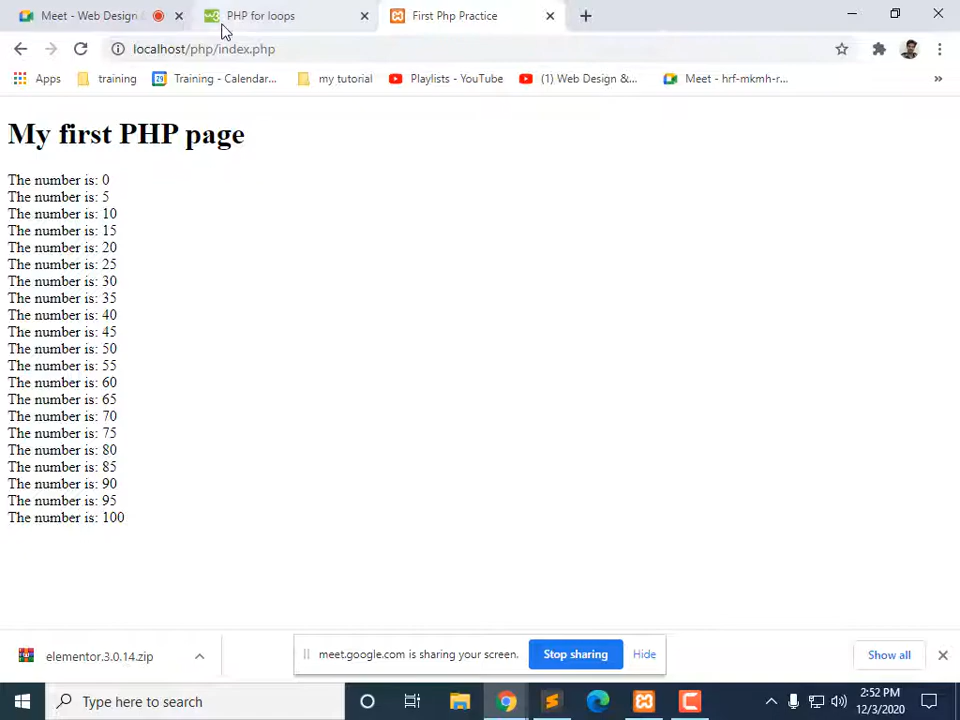 Meet - Web Design
PHP for loops
First Php Practice
localhost/php/index.php
Apps
training
Training - Calendar...
my tutorial
Playlists - YouTube
(1) Web Design &...
Meet - hrf-mkmh-r...
»
My first PHP page
The number is: 0
The number is: 5
The number is: 10
The number is: 15
The number is: 20
The number is: 25
The number is: 30
The number is: 35
The number is: 40
The number is: 45
The number is: 50
The number is: 55
The number is: 60
The number is: 65
The number is: 70
The number is: 75
The number is: 80
The number is: 85
The number is: 90
The number is: 95
The number is: 100
elementor.3.0.14.zip
meet.google.com is sharing your screen.
Stop sharing
Hide
Show all
Type here to search
2:52 PM
12/3/2020